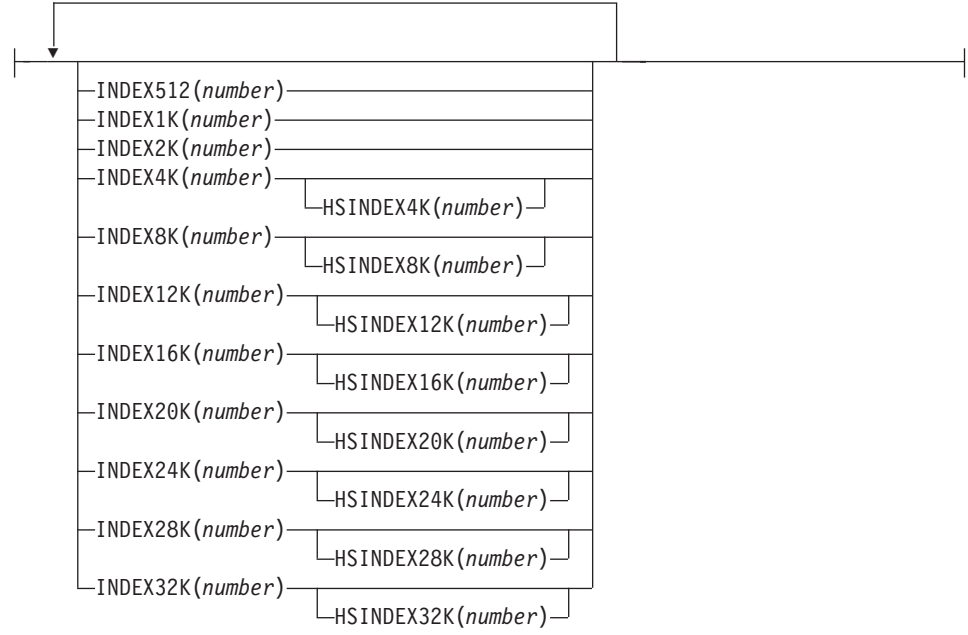 INDEX512(number)
INDEX1K(number)
INDEX2K(number)
INDEX4K(number)
HSINDEX4K(number)
INDEX8K(number)
HSINDEX8K(number)
INDEX12K(number)
HSINDEX12K(number)
INDEX16K(number)
HSINDEX16K(number)
INDEX20K(number)
HSINDEX20K(number)
INDEX24K(number)
HSINDEX24K(number)
INDEX28K(number)
HSINDEX28K(number)
INDEX32K(number)
HSINDEX32K(number)